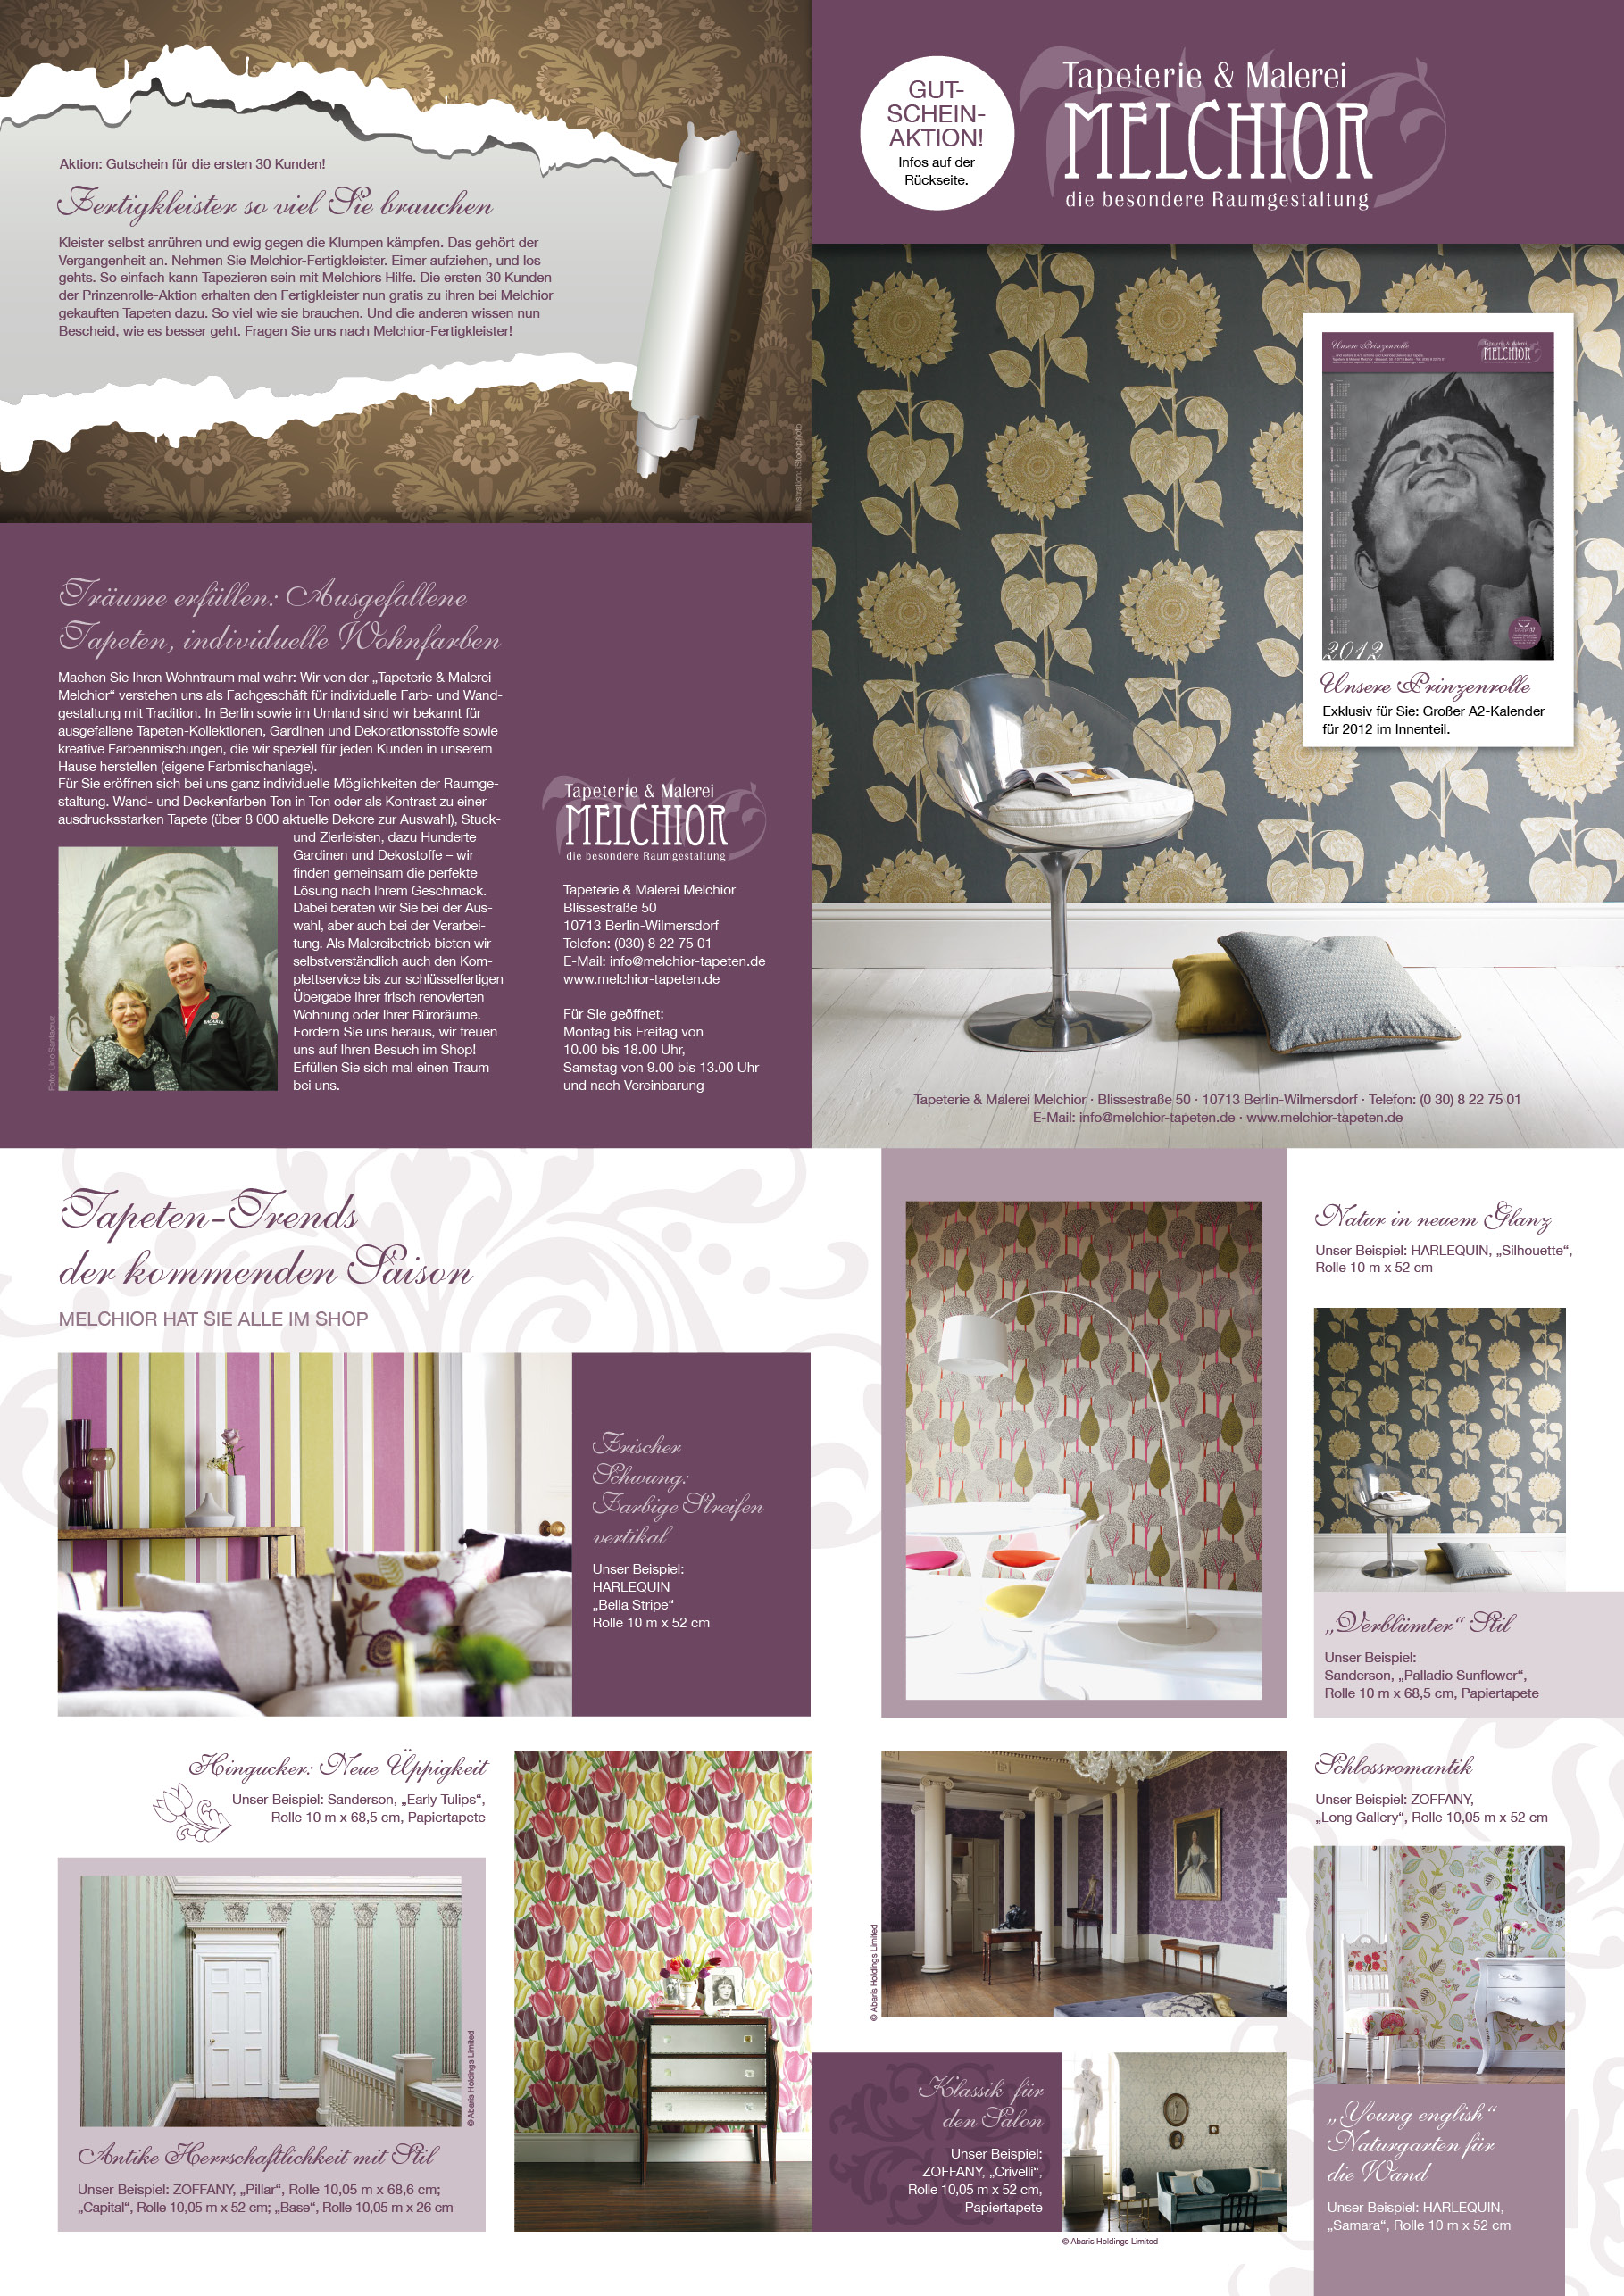 Aktion: Gutschein für die ersten 30 Kunden!
Fertigkleister so viel Sie brauchen
Kleister selbst anrühren und ewig gegen die Klumpen kämpfen. Das gehört der
Vergangenheit an. Nehmen Sie Melchior-Fertigkleister. Eimer aufziehen, und los
gehts. So einfach kann Tapezieren sein mit Melchiors Hilfe. Die ersten 30 Kunden
der Prinzenrolle-Aktion erhalten den Fertigkleister nun gratis zu ihren bei Melchior
gekauften Tapeten dazu. So viel wie sie brauchen. Und die anderen wissen nun
Bescheid, wie es besser geht. Fragen Sie uns nach Melchior-Fertigkleister!
Träume erfüllen: Ausgefallene
Tapeten, individuelle Wohnfarben
Machen Sie Ihren Wohntraum mal wahr: Wir von der „Tapeterie & Malerei
Melchior“ verstehen uns als Fachgeschäft für individuelle Farb- und Wand-
gestaltung mit Tradition. In Berlin sowie im Umland sind wir bekannt für
ausgefallene Tapeten-Kollektionen, Gardinen und Dekorationsstoffe sowie
kreative Farbenmischungen, die wir speziell für jeden Kunden in unserem
Hause herstellen (eigene Farbmischanlage).
Für Sie eröffnen sich bei uns ganz individuelle Möglichkeiten der Raumge-
staltung. Wand- und Deckenfarben Ton in Ton oder als Kontrast zu einer
ausdrucksstarken Tapete (über 8 000 aktuelle Dekore zur Auswahl), Stuck-
und Zierleisten, dazu Hunderte
Gardinen und Dekostoffe – wir
finden gemeinsam die perfekte
Lösung nach Ihrem Geschmack.
Dabei beraten wir Sie bei der Aus-
wahl, aber auch bei der Verarbei-
tung. Als Malereibetrieb bieten wir
selbstverständlich auch den Kom-
plettservice bis zur schlüsselfertigen
Übergabe Ihrer frisch renovierten
Wohnung oder Ihrer Büroräume.
Fordern Sie uns heraus, wir freuen
uns auf Ihren Besuch im Shop!
Erfüllen Sie sich mal einen Traum
bei uns.
Foto: Lino Santacruz
Tapeterie & Malerei
MELCHIOR
die besondere Raumgestaltung
Tapeterie & Malerei Melchior
Blissestraße 50
10713 Berlin-Wilmersdorf
Telefon: (030) 8 22 75 01
E-Mail: info@melchior-tapeten.de
www.melchior-tapeten.de
Für Sie geöffnet:
Montag bis Freitag von
10.00 bis 18.00 Uhr,
Samstag von 9.00 bis 13.00 Uhr
und nach Vereinbarung
GUT-
SCHEIN-
AKTION!
Infos auf der
Rückseite.
Tapeterie & Malerei
MELCHIOR
die besondere Raumgestaltung
Unsere Prinzenrolle
Tapeterie & Malerei
MELCHIOR
2012
Unsere Prinzenrolle
Exklusiv für Sie: Großer A2-Kalender
für 2012 im Innenteil.
Tapeterie & Malerei Melchior · Blissestraße 50 · 10713 Berlin-Wilmersdorf · Telefon: (0 30) 8 22 75 01
E-Mail: info@melchior-tapeten.de · www.melchior-tapeten.de
Tapeten-Trends
der kommenden Saison
MELCHIOR HAT SIE ALLE IM SHOP
Frischer
Schwung:
Farbige Streifen
vertikal
Unser Beispiel:
HARLEQUIN
„Bella Stripe“
Rolle 10 m x 52 cm
Natur in neuem Glanz
Unser Beispiel: HARLEQUIN, „Silhouette“,
Rolle 10 m x 52 cm
„Verblümter“ Stil
Unser Beispiel:
Sanderson, „Palladio Sunflower“,
Rolle 10 m x 68,5 cm, Papiertapete
Hingucker: Neue Üppigkeit
Unser Beispiel: Sanderson, „Early Tulips“,
Rolle 10 m x 68,5 cm, Papiertapete
© Abaris Holdings Limited
Antike Herrschaftlichkeit mit Stil
Unser Beispiel: ZOFFANY, „Pillar“, Rolle 10,05 m x 68,6 cm;
„Capital“, Rolle 10,05 m x 52 cm; „Base“, Rolle 10,05 m x 26 cm
© Abaris Holdings Limited
Schlossromantik
Unser Beispiel: ZOFFANY,
„Long Gallery“, Rolle 10,05 m x 52 cm
Klassik für
den Salon
Unser Beispiel:
ZOFFANY, „Crivelli“,
Rolle 10,05 m x 52 cm,
Papiertapete
© Abaris Holdings Limited
„Young english“
Naturgarten für
die Wand
Unser Beispiel: HARLEQUIN,
„Samara“, Rolle 10 m x 52 cm